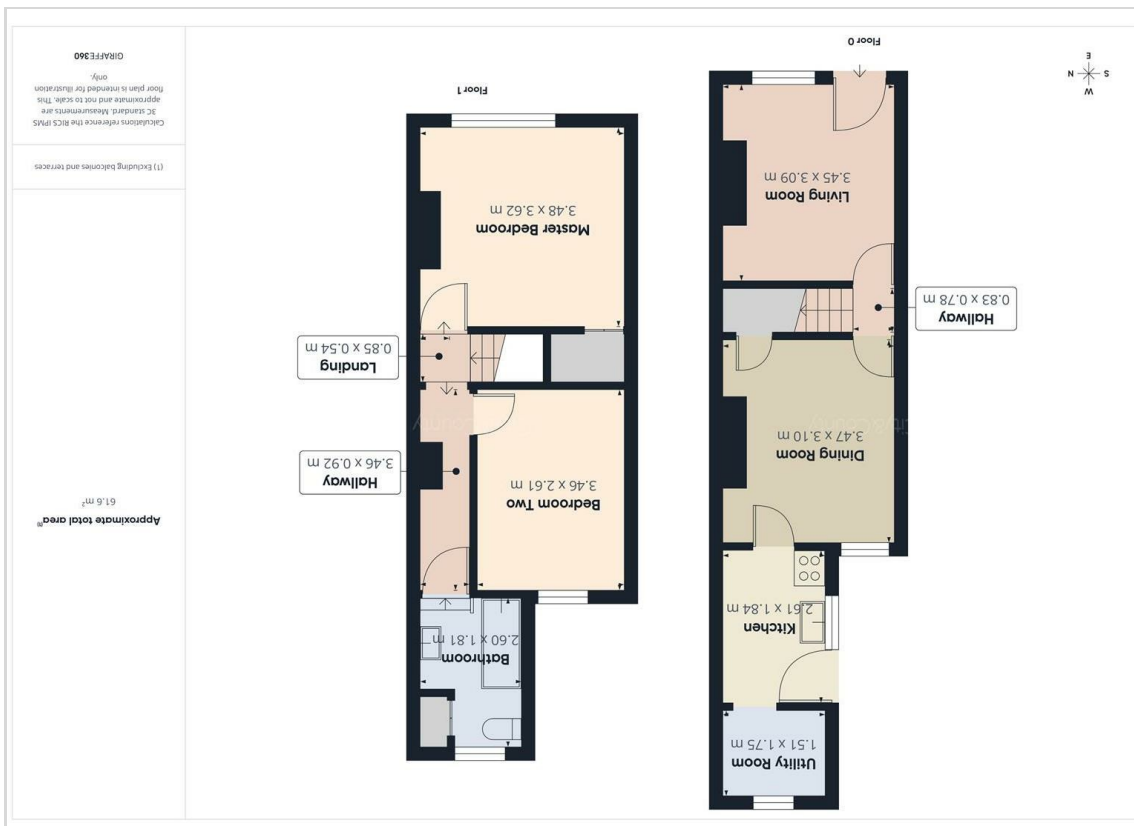 Floor 0
Utility Room
1.51 x 1.75 m
Kitchen
2.61 x 1.84 m
Dining Room
3.47 x 3.10 m
Hallway
0.83 x 0.78 m
Living Room
3.45 x 3.09 m
Floor 1
Bathroom
2.60 x 1.81 m
Bedroom Two
3.46 x 2.61 m
Hallway
3.46 x 0.92 m
Landing
0.85 x 0.54 m
Master Bedroom
3.48 x 3.62 m
W
S
N
E
Approximate total area⁽¹⁾
61.6 m²
(1) Excluding balconies and terraces
Calculations reference the RICS IPMS
3C standard. Measurements are
approximate and not to scale. This
floor plan is intended for illustration
only.
GIRAFFE360